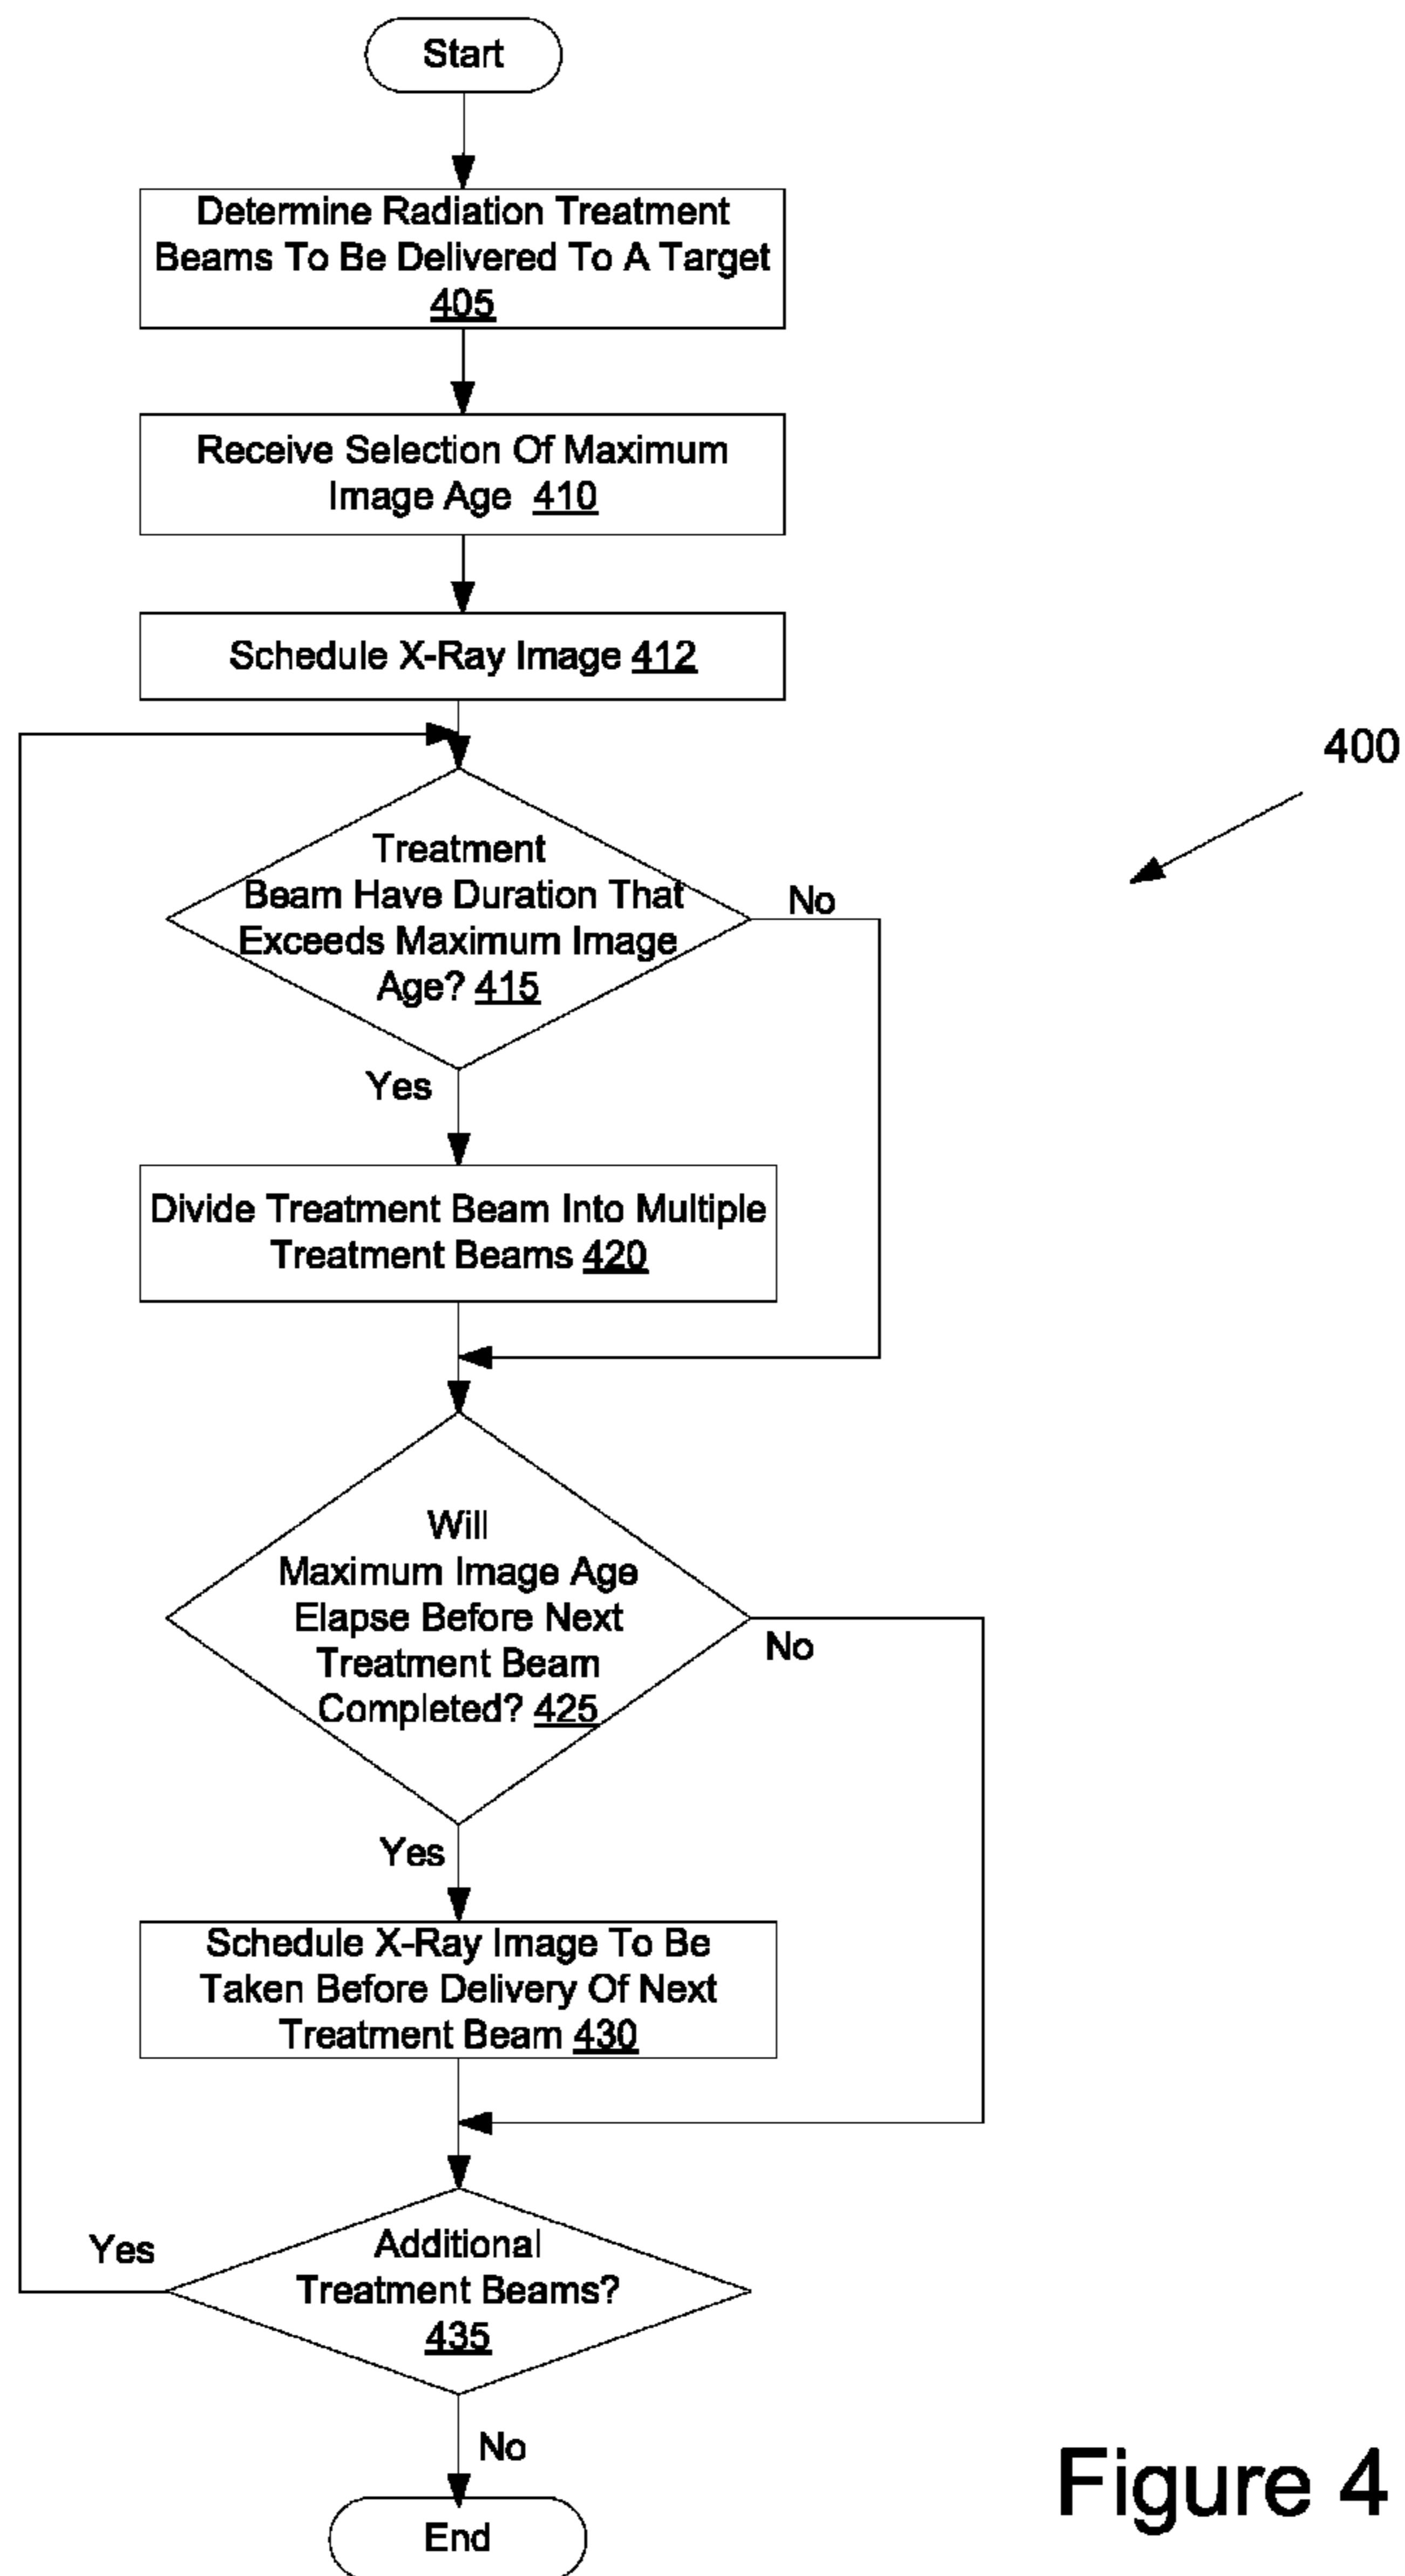 Start
Determine Radiation Treatment
Beams To Be Delivered To A Target
405
Receive Selection Of Maximum
Image Age 410
Schedule X-Ray Image 412
400
Treatment
Beam Have Duration That
Exceeds Maximum Image
Age? 415
No
Yes
Divide Treatment Beam Into Multiple
Treatment Beams 420
Will
Maximum Image Age
Elapse Before Next
Treatment Beam
Completed? 425
No
Yes
Schedule X-Ray Image To Be
Taken Before Delivery Of Next
Treatment Beam 430
Yes
Additional
Treatment Beams?
435
No
End
Figure 4